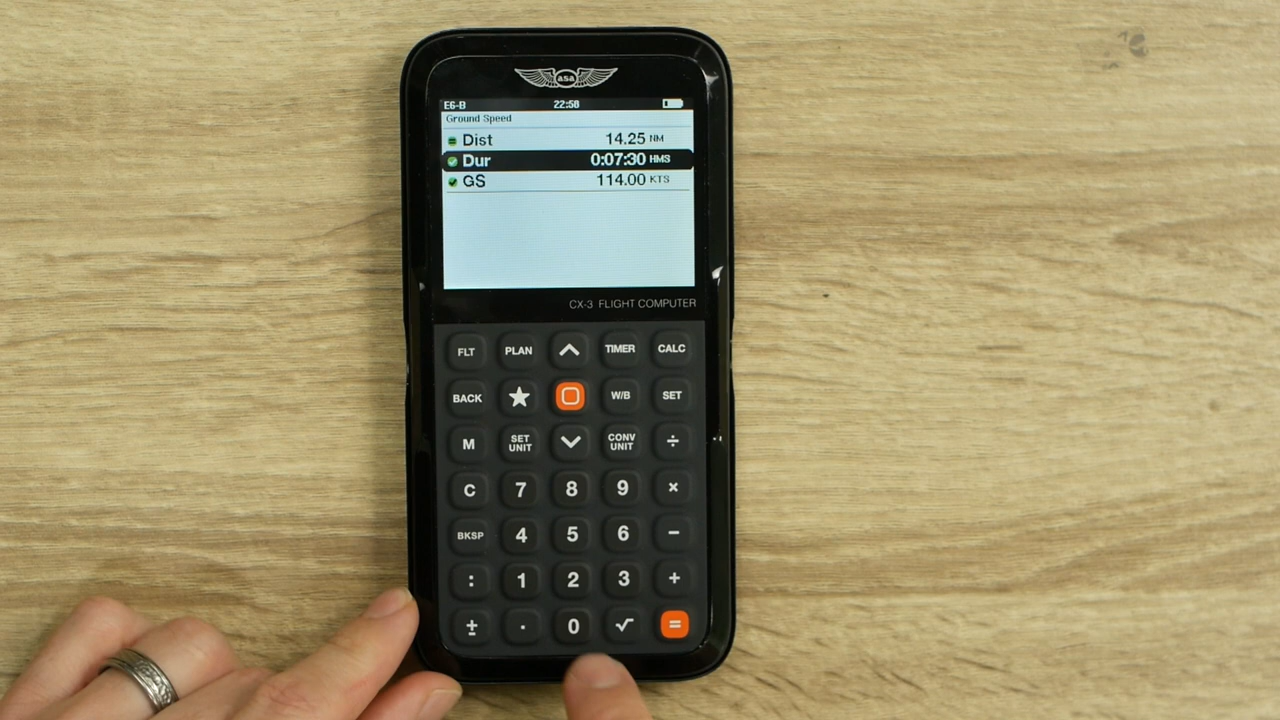 asa
E6-B 22:58
Ground Speed
Dist 14.25 NM
Dur 0:07:30 HMS
GS 114.00 KTS
CX-3 FLIGHT COMPUTER
FLT PLAN TIMER CALC
BACK W/B SET
M SET UNIT CONV UNIT ÷
C 7 8 9 ×
BKSP 4 5 6 −
: 1 2 3 +
± . 0 √ =